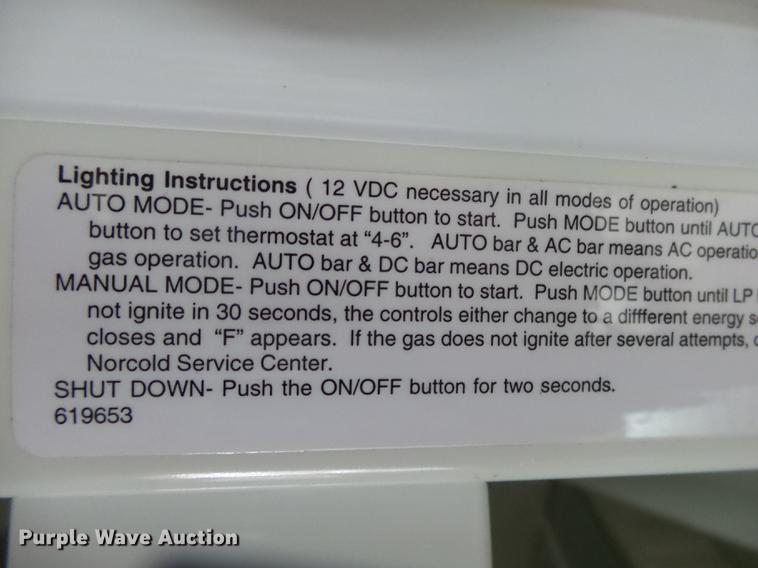 Lighting Instructions ( 12 VDC necessary in all modes of operation)
AUTO MODE- Push ON/OFF button to start. Push MODE button until AUTO
button to set thermostat at “4-6”. AUTO bar & AC bar means AC operatio
gas operation. AUTO bar & DC bar means DC electric operation.
MANUAL MODE- Push ON/OFF button to start. Push MODE button until LP
not ignite in 30 seconds, the controls either change to a diffferent energy s
closes and “F” appears. If the gas does not ignite after several attempts,
Norcold Service Center.
SHUT DOWN- Push the ON/OFF button for two seconds.
619653
Purple Wave Auction